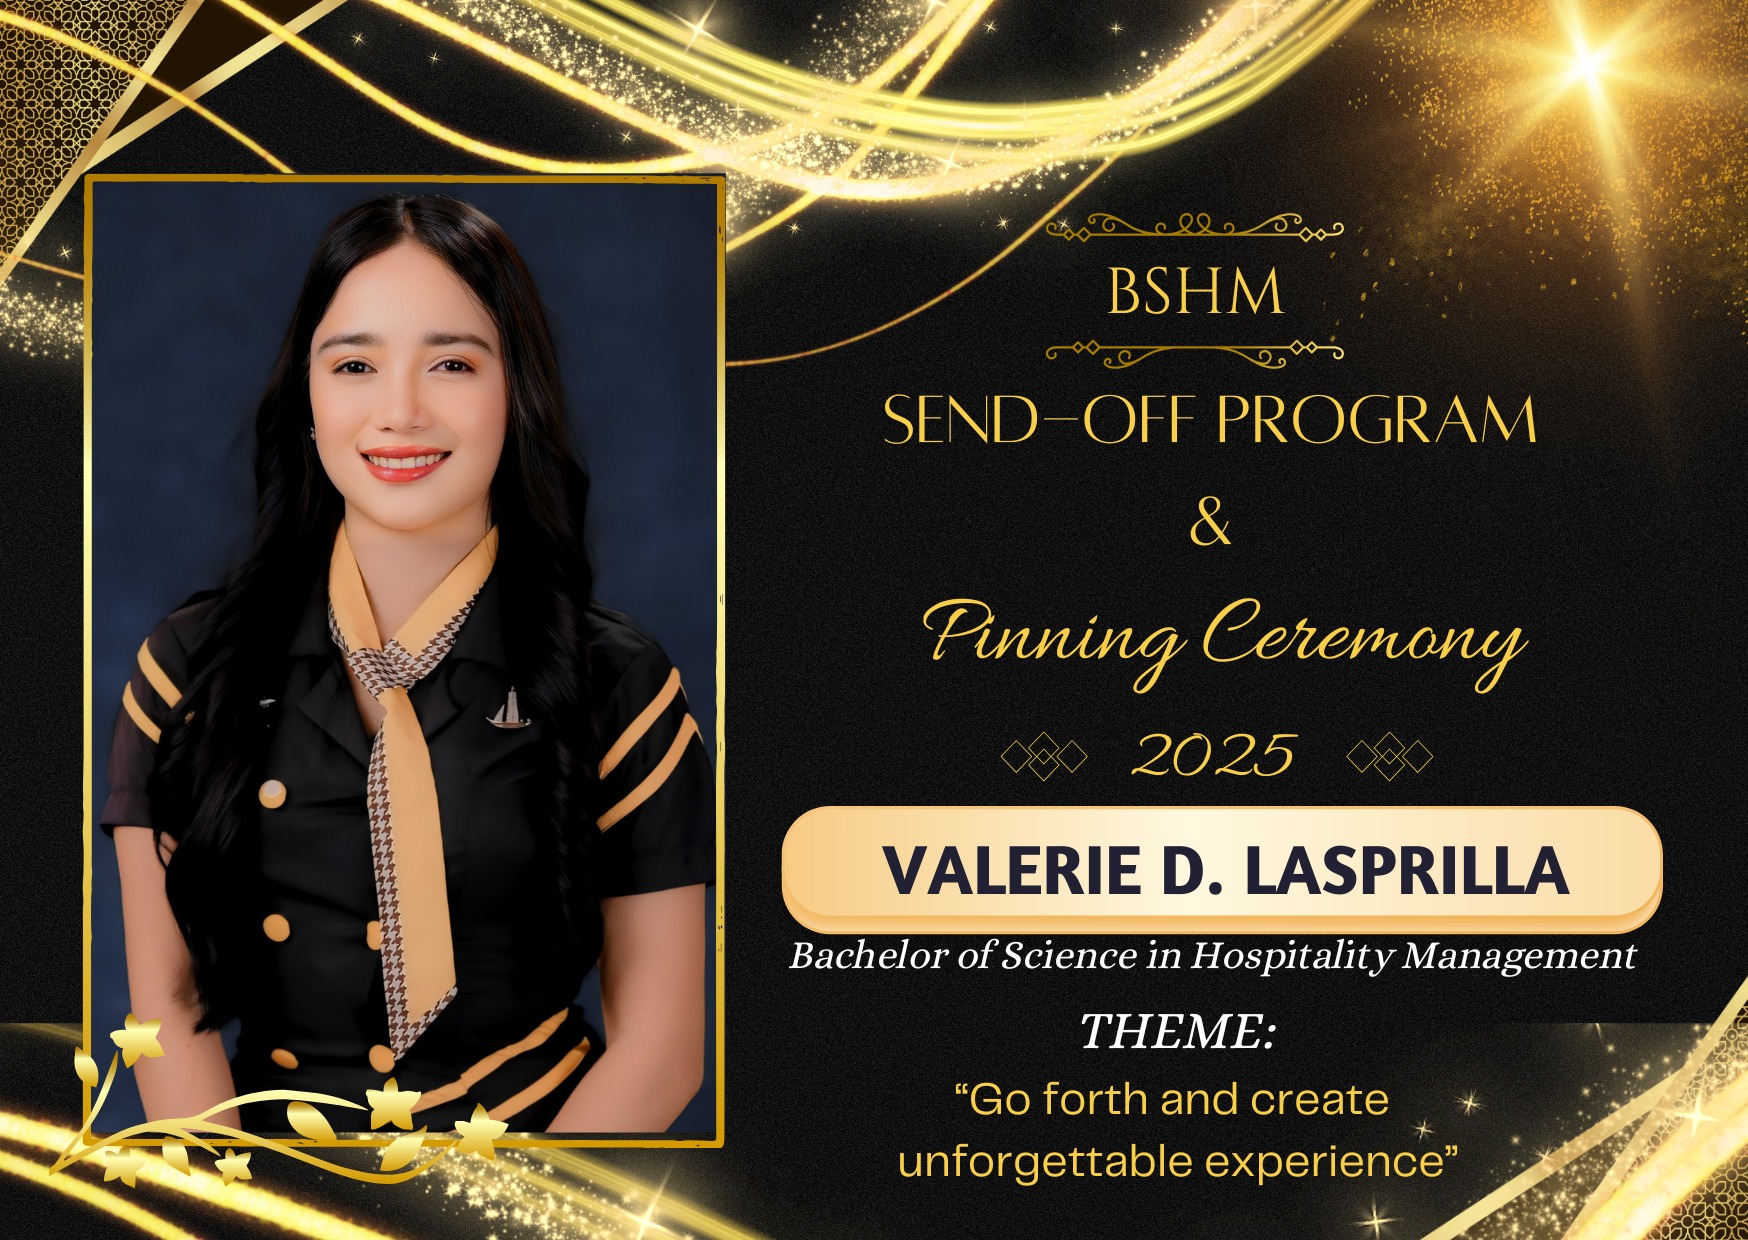 BSHM
SEND-OFF PROGRAM
&
Pinning Ceremony
2025
VALERIE D. LASPRILLA
Bachelor of Science in Hospitality Management
THEME:
“Go forth and create
unforgettable experience”